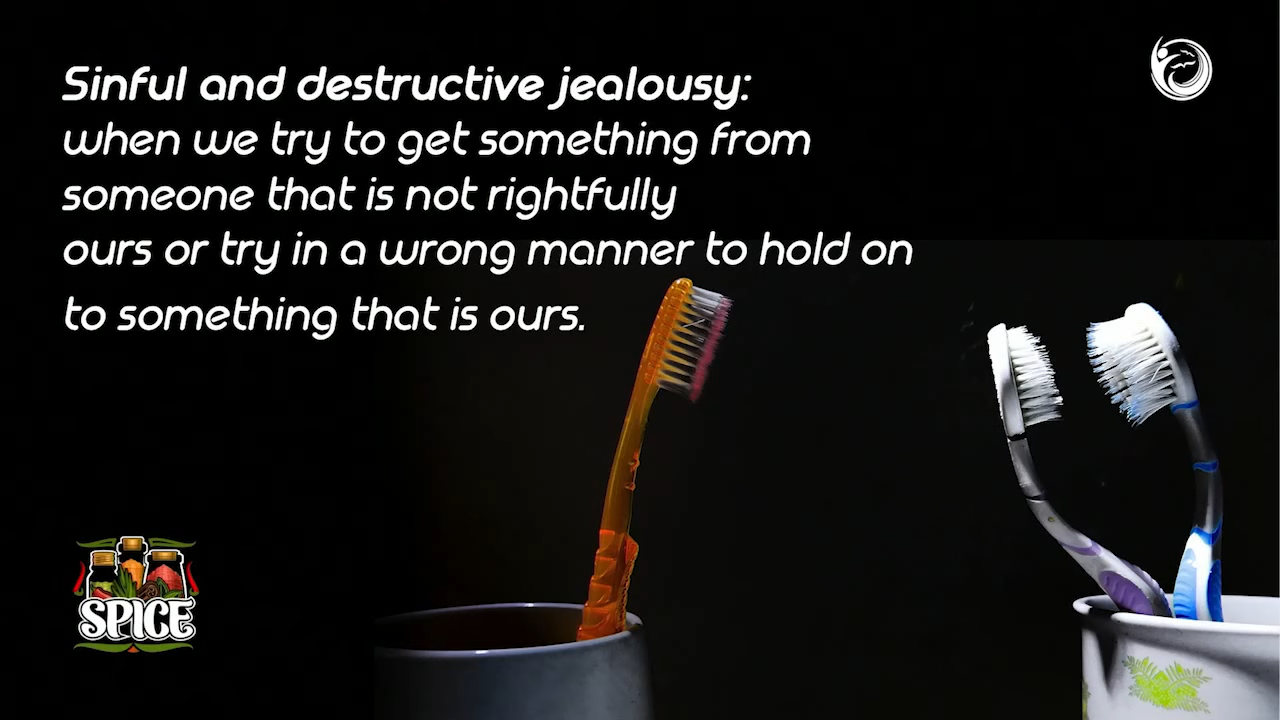 Sinful and destructive jealousy:
when we try to get something from
someone that is not rightfully
ours or try in a wrong manner to hold on
to something that is ours.
SPICE